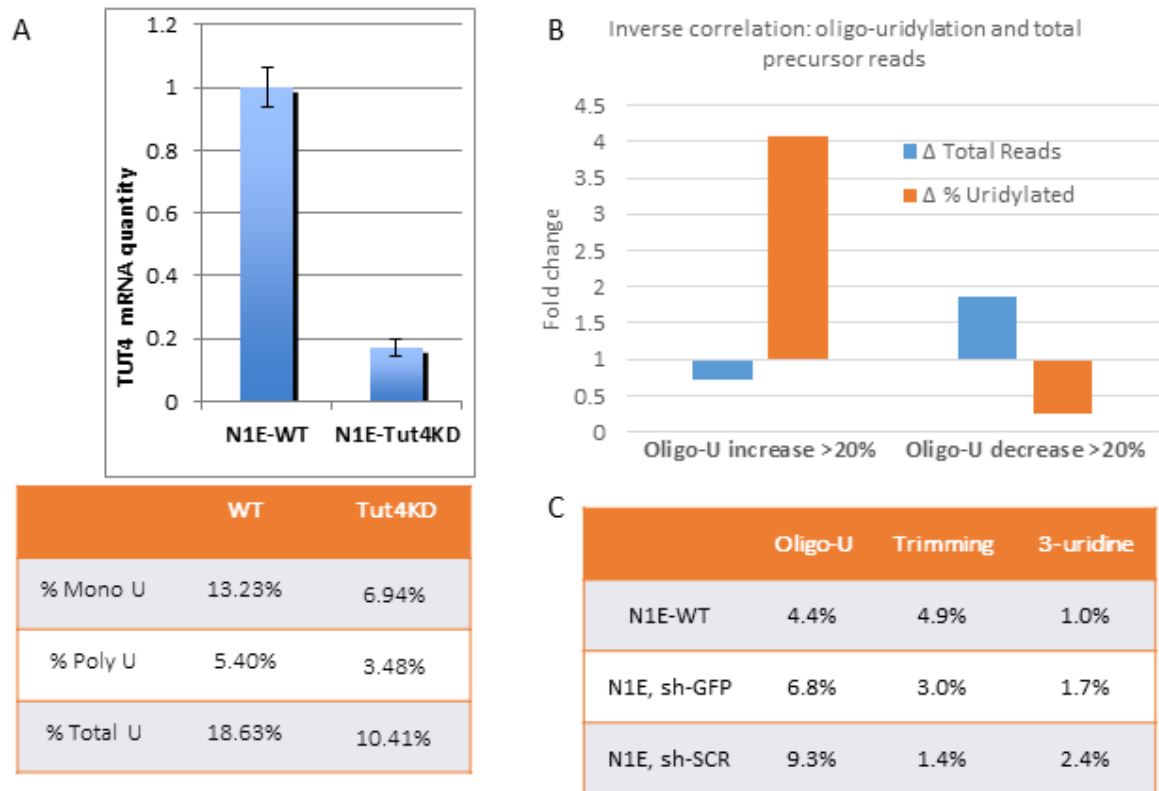 A
1.2
1
0.8
0.6
0.4
0.2
0
TUT4 mRNA quantity
N1E-WT N1E-Tut4KD
WT Tut4KD
% Mono U 13.23% 6.94%
% Poly U 5.40% 3.48%
% Total U 18.63% 10.41%
B
Inverse correlation: oligo-uridylation and total
precursor reads
4.5
4
3.5
3
2.5
2
1.5
1
0.5
0
Fold change
Δ Total Reads
Δ % Uridylated
Oligo-U increase >20% Oligo-U decrease >20%
C
Oligo-U Trimming 3-uridine
N1E-WT 4.4% 4.9% 1.0%
N1E, sh-GFP 6.8% 3.0% 1.7%
N1E, sh-SCR 9.3% 1.4% 2.4%